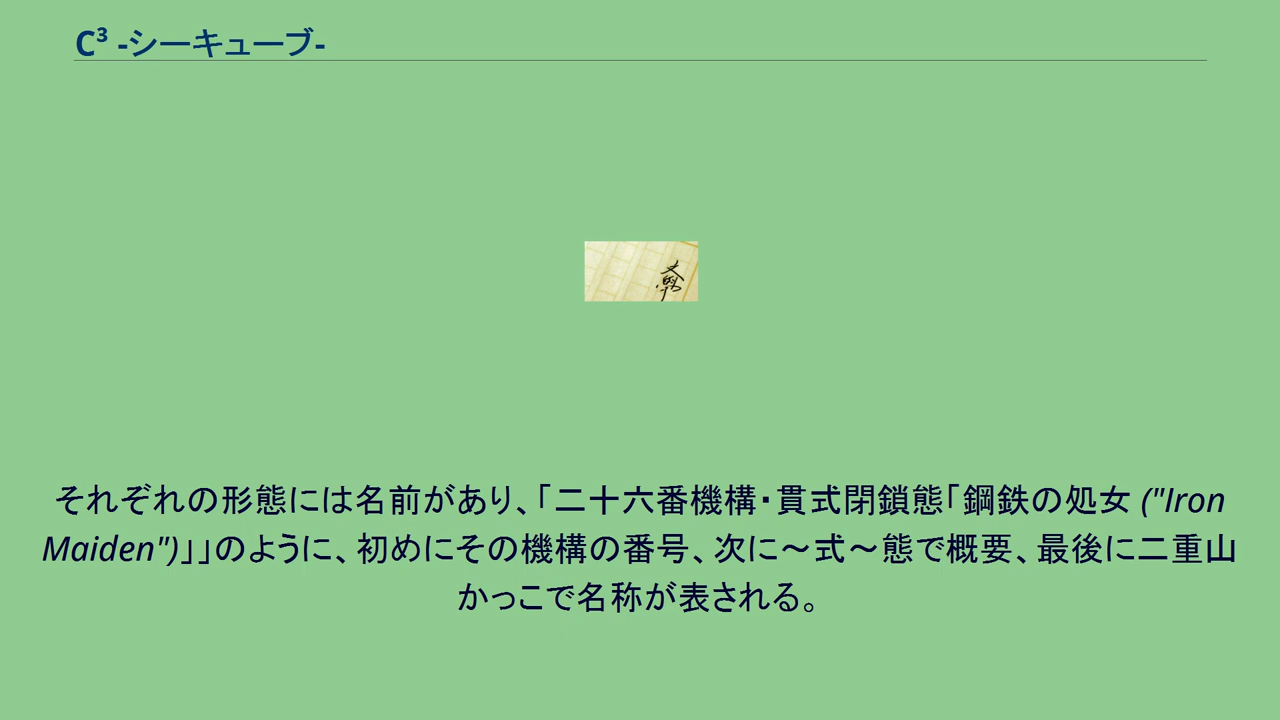 C³ -シーキューブ-
それぞれの形態には名前があり、「二十六番機構・貫式閉鎖態「鋼鉄の処女 ("Iron
Maiden")」」のように、初めにその機構の番号、次に〜式〜態で概要、最後に二重山
かっこで名称が表される。